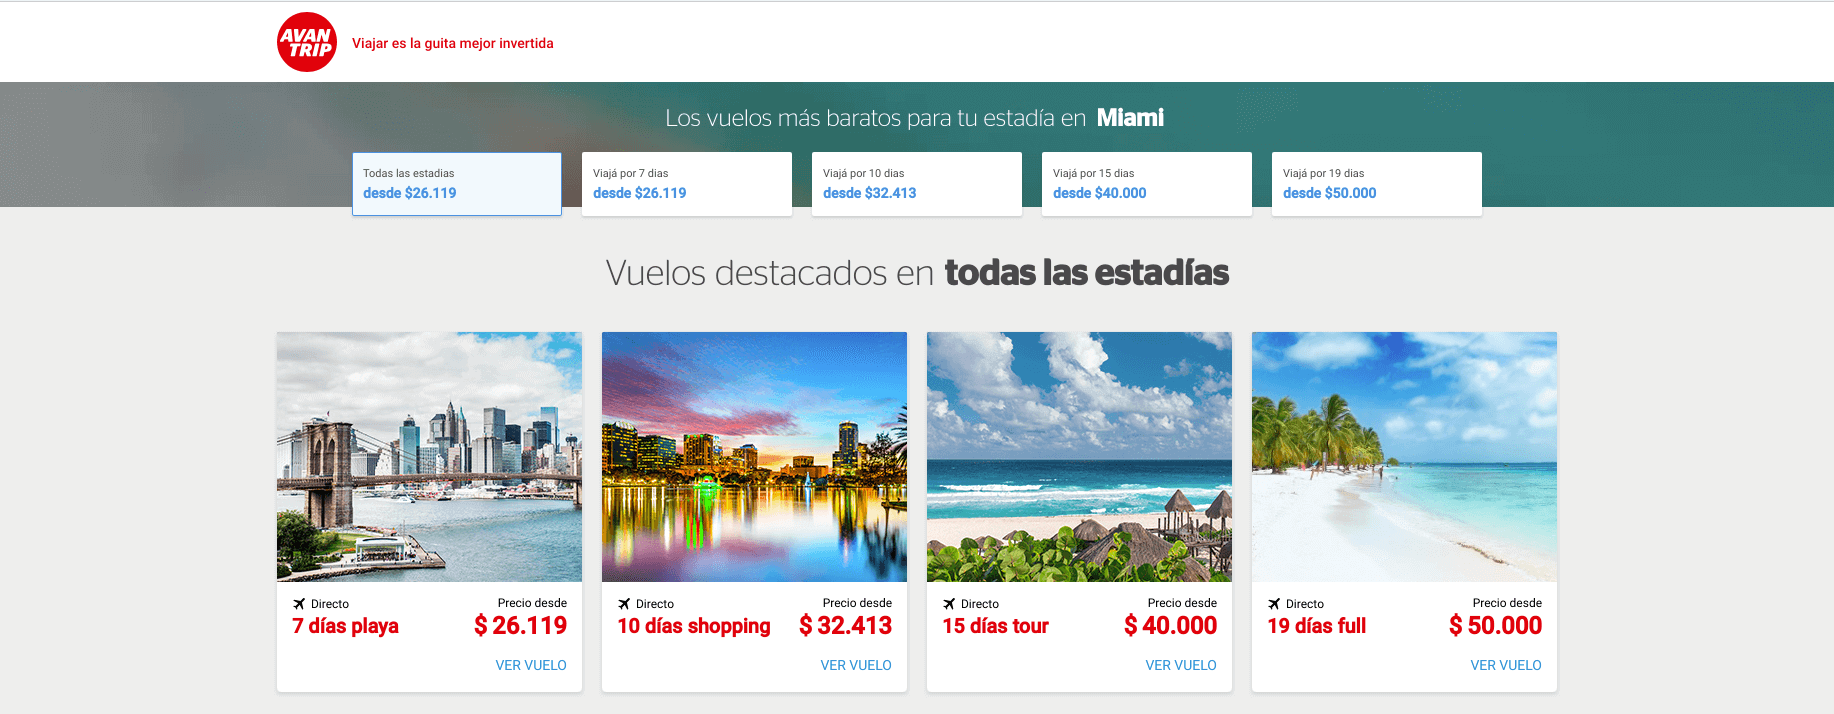 AVAN
TRIP
Viajar es la guita mejor invertida
Los vuelos más baratos para tu estadía en Miami
Todas las estadias
desde $26.119
Viajá por 7 dias
desde $26.119
Viajá por 10 dias
desde $32.413
Viajá por 15 dias
desde $40.000
Viajá por 19 dias
desde $50.000
Vuelos destacados en todas las estadías
Directo
Precio desde
7 días playa
$ 26.119
VER VUELO
Directo
Precio desde
10 días shopping
$ 32.413
VER VUELO
Directo
Precio desde
15 días tour
$ 40.000
VER VUELO
Directo
Precio desde
19 días full
$ 50.000
VER VUELO